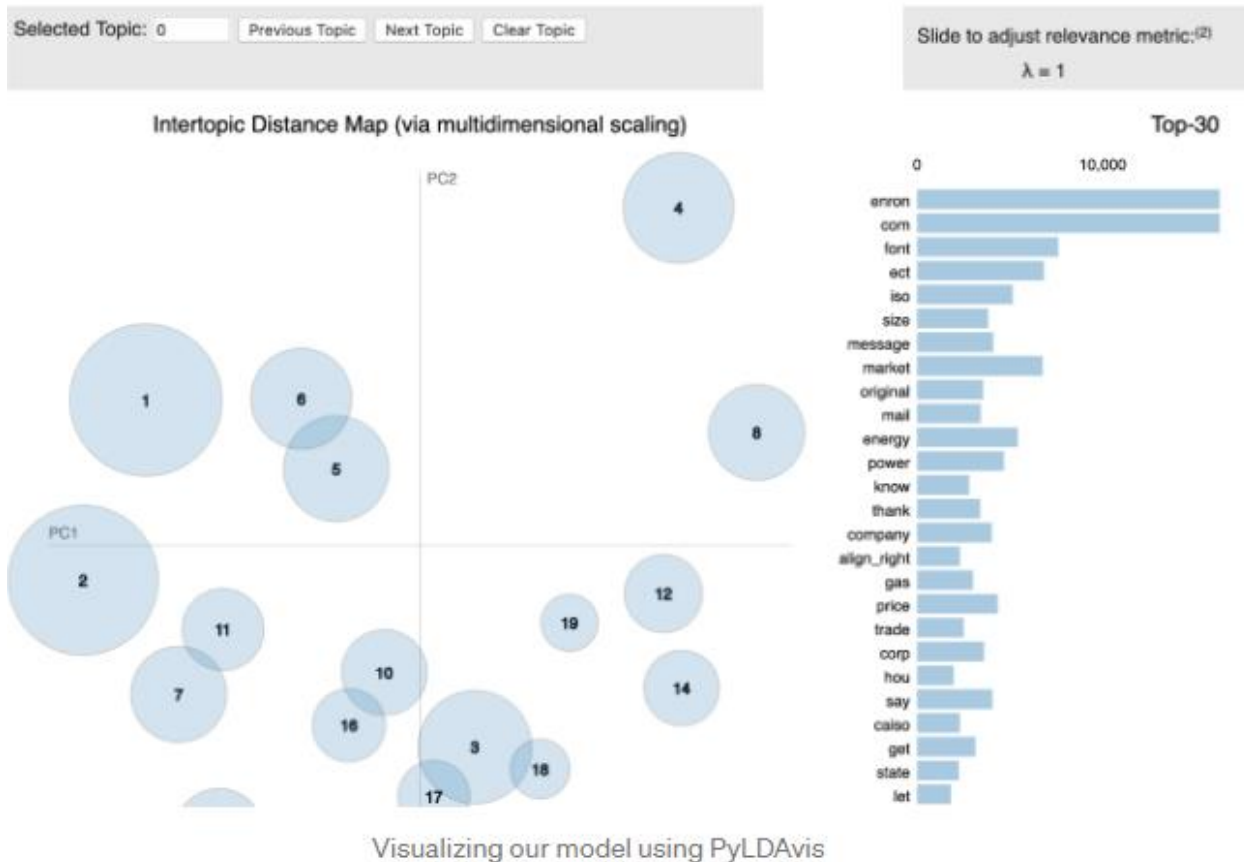 Selected Topic: 0 Previous Topic Next Topic Clear Topic
Slide to adjust relevance metric:(2)
λ = 1
Intertopic Distance Map (via multidimensional scaling)
PC2
PC1
4
1
6
8
5
2
12
19
11
10
14
7
16
3
18
17
Top-30
0 10,000
enron
com
font
ect
iso
size
message
market
original
mail
energy
power
know
thank
company
align_right
gas
price
trade
corp
hou
say
caiso
get
state
let
Visualizing our model using PyLDAvis